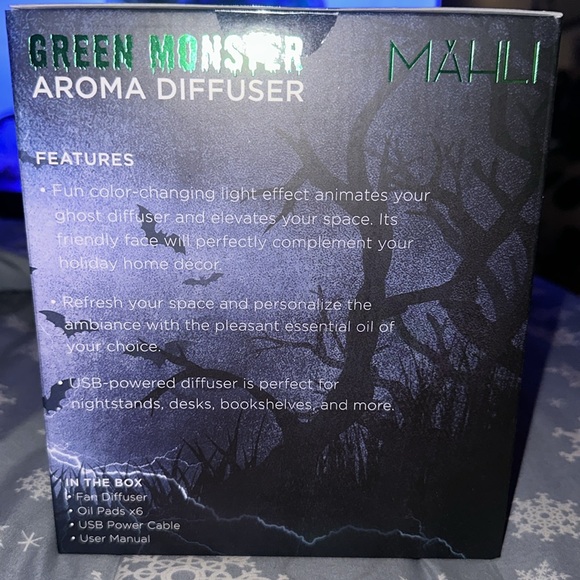 GREEN MONSTER
MAHLI
AROMA DIFFUSER
FEATURES
• Fun color-changing light effect animates your
ghost diffuser and elevates your space. Its
friendly face will perfectly complement your
holiday home décor.
• Refresh your space and personalize the
ambiance with the pleasant essential oil of
your choice.
• USB-powered diffuser is perfect for
nightstands, desks, bookshelves, and more.
IN THE BOX
• Fan Diffuser
• Oil Pads x6
• USB Power Cable
• User Manual